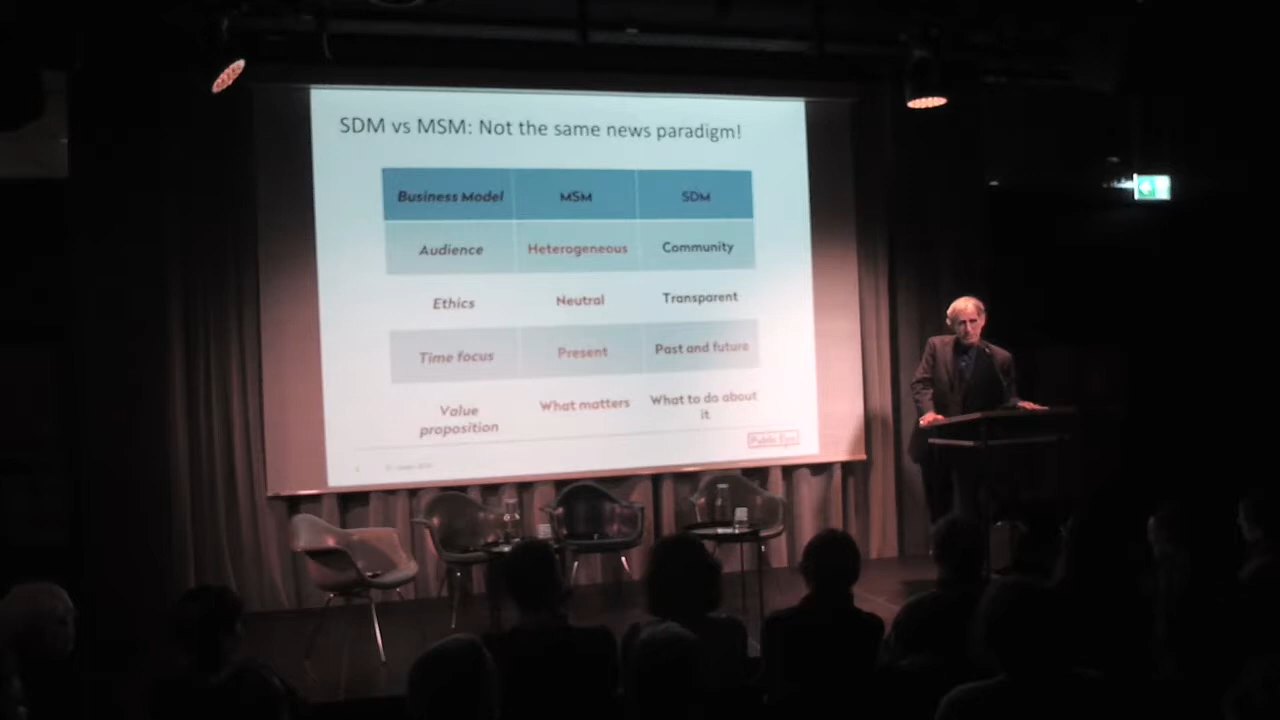 SDM vs MSM: Not the same news paradigm!
Business Model MSM SDM
Audience Heterogeneous Community
Ethics Neutral Transparent
Time focus Present Past and future
Value proposition What matters What to do about it
Public Eye